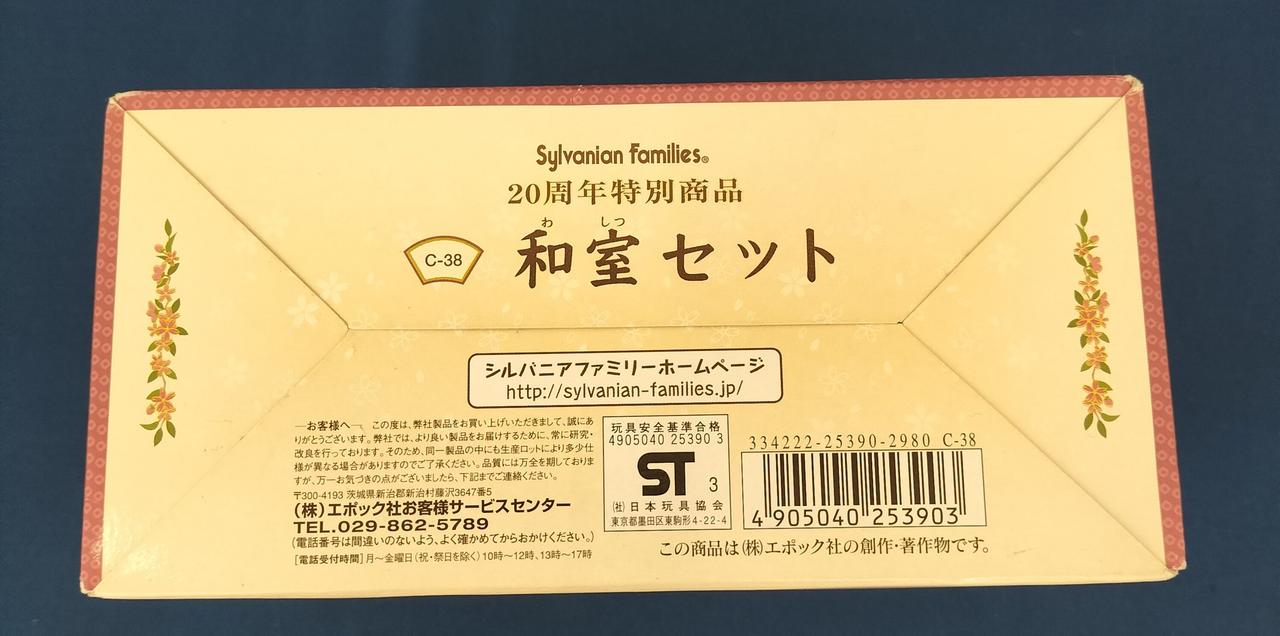 Sylvanian Families®
20周年特別商品
わ しつ
C-38 和室セット
シルバニアファミリーホームページ
http://sylvanian-families.jp/
お客様へ この度は、弊社製品をお買い上げいただきまして、誠にあ
りがとうございます。弊社では、より良い製品をお届けするために、常に研究・
改良を行っております。そのため、同一製品の中にも生産ロットにより多少仕
様が異なる場合がありますのでご了承ください。品質には万全を期しておりま
すが、万一お気づきの点がございましたら、下記までご連絡ください。
〒300-4193 茨城県新治郡新治村藤沢3647番5
(株)エポック社お客様サービスセンター
TEL.029-862-5789
(電話番号は間違いのないよう、よく確かめてからおかけください。)
[電話受付時間]月〜金曜日(祝・祭日を除く)10時〜12時、13時〜17時
玩具安全基準合格
4905040 25390 3
ST 3
(社)日本玩具協会
東京都墨田区東駒形4-22-4
334222-25390-2980 C-38
4 905040 253903
この商品は(株)エポック社の創作・著作物です。